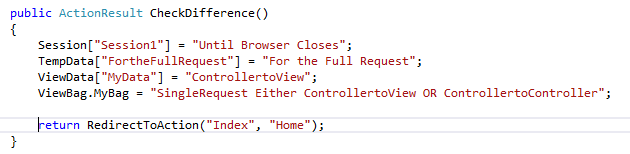 public ActionResult CheckDifference()
{
Session["Session1"] = "Until Browser Closes";
TempData["FortheFullRequest"] = "For the Full Request";
ViewData["MyData"] = "ControllertoView";
ViewBag.MyBag = "SingleRequest Either ControllertoView OR ControllertoController";
return RedirectToAction("Index", "Home");
}